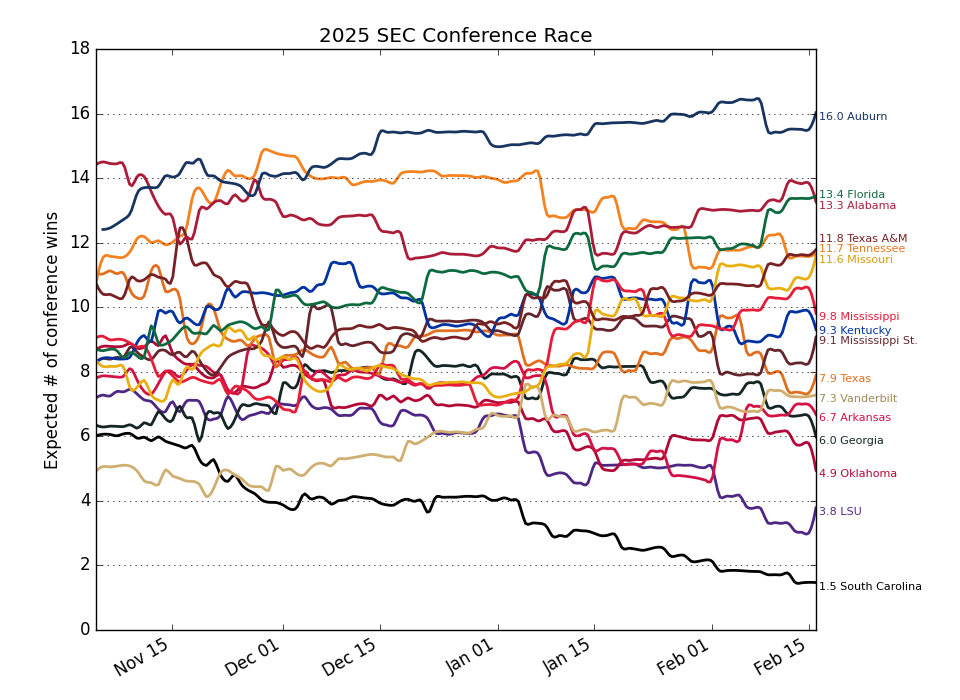 2025 SEC Conference Race
Expected # of conference wins
18
16
14
12
10
8
6
4
2
0
Nov 15
Dec 01
Dec 15
Jan 01
Jan 15
Feb 01
Feb 15
16.0 Auburn
13.4 Florida
13.3 Alabama
11.8 Texas A&M
11.7 Tennessee
11.6 Missouri
9.8 Mississippi
9.3 Kentucky
9.1 Mississippi St.
7.9 Texas
7.3 Vanderbilt
6.7 Arkansas
6.0 Georgia
4.9 Oklahoma
3.8 LSU
1.5 South Carolina